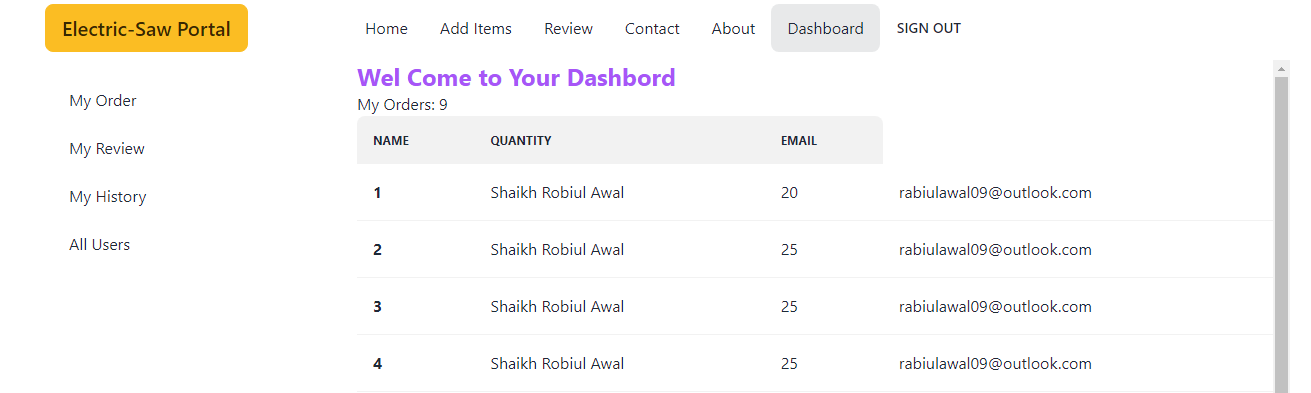 Electric-Saw Portal
Home Add Items Review Contact About Dashboard SIGN OUT
My Order
My Review
My History
All Users
Wel Come to Your Dashbord
My Orders: 9
NAME QUANTITY EMAIL
1 Shaikh Robiul Awal 20 rabiulawal09@outlook.com
2 Shaikh Robiul Awal 25 rabiulawal09@outlook.com
3 Shaikh Robiul Awal 25 rabiulawal09@outlook.com
4 Shaikh Robiul Awal 25 rabiulawal09@outlook.com